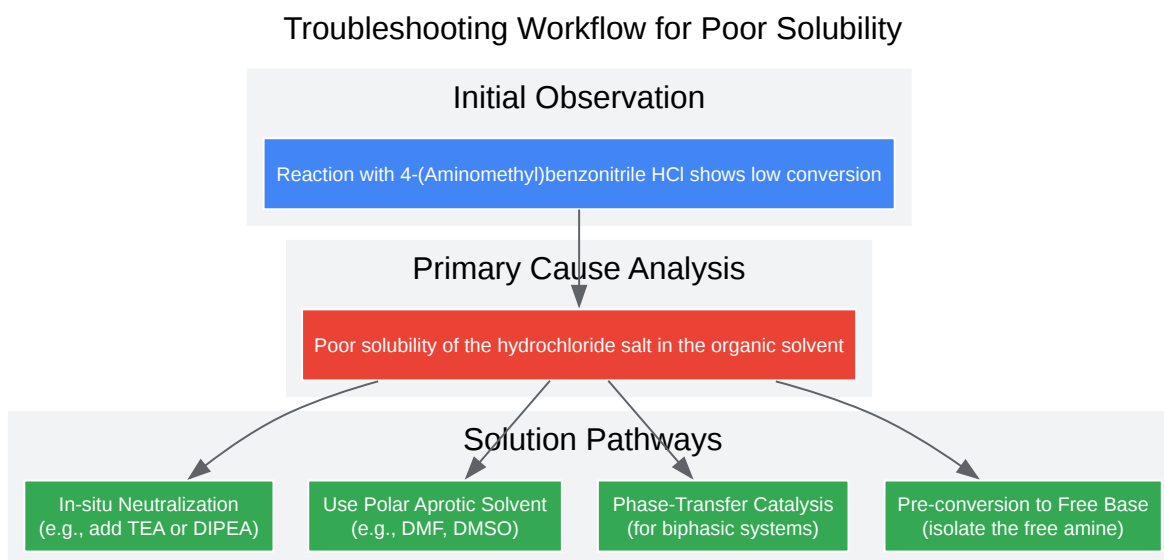 Troubleshooting Workflow for Poor Solubility
Initial Observation
Reaction with 4-(Aminomethyl)benzonitrile HCl shows low conversion
Primary Cause Analysis
Poor solubility of the hydrochloride salt in the organic solvent
Solution Pathways
In-situ Neutralization
(e.g., add TEA or DIPEA)
Use Polar Aprotic Solvent
(e.g., DMF, DMSO)
Phase-Transfer Catalysis
(for biphasic systems)
Pre-conversion to Free Base
(isolate the free amine)